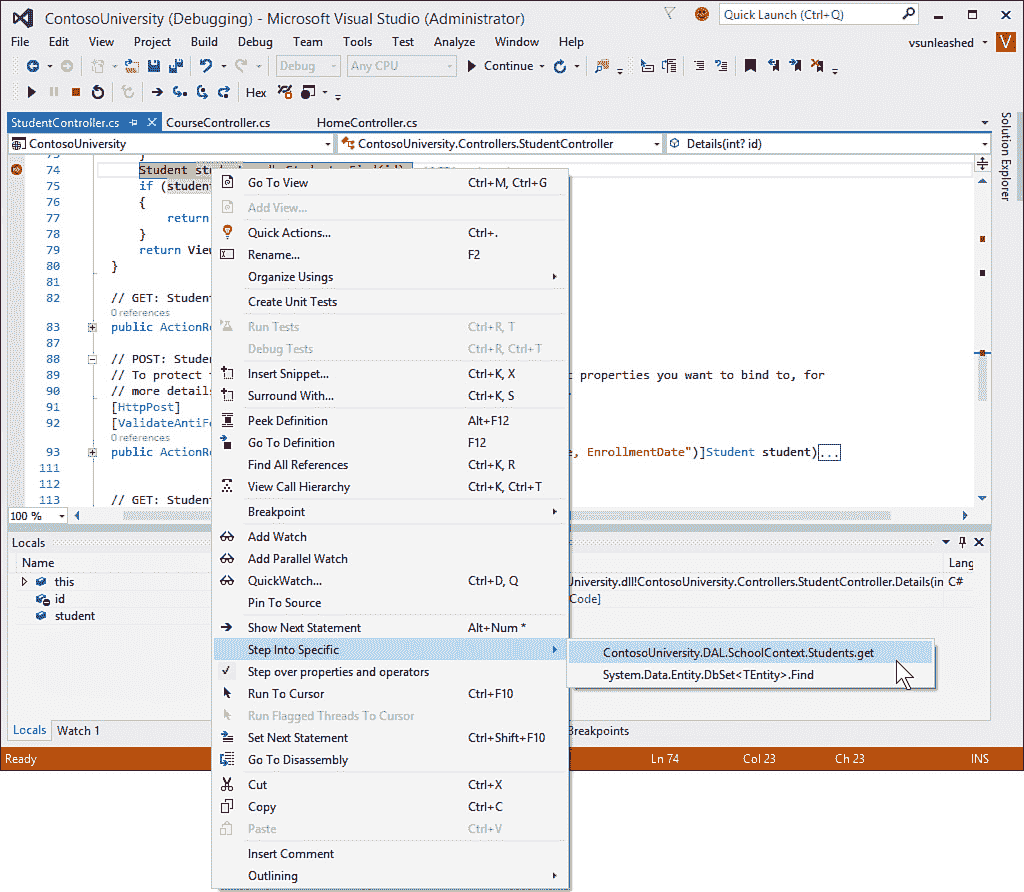 ContosoUniversity (Debugging) - Microsoft Visual Studio (Administrator)
Quick Launch (Ctrl+Q)
File Edit View Project Build Debug Team Tools Test Analyze Window Help
vsunleashed
V
Debug Any CPU Continue
Hex
StudentController.cs CourseController.cs HomeController.cs
ContosoUniversity ContosoUniversity.Controllers.StudentController Details(int? id)
Solution Explorer
73 }
74 Student
75 if (student
76 {
77 return
78 }
79 return View
80 }
81
82 // GET: Student
0 references
83 public ActionRe
87
88 // POST: Studen
89 // To protect c properties you want to bind to, for
90 // more details
91 [HttpPost]
92 [ValidateAntiFo
0 references
93 public ActionRe e, EnrollmentDate")]Student student)...
111
112
113 // GET: Student
100 %
Go To View Ctrl+M, Ctrl+G
Add View...
Quick Actions... Ctrl+.
Rename... F2
Organize Usings
Create Unit Tests
Run Tests Ctrl+R, T
Debug Tests Ctrl+R, Ctrl+T
Insert Snippet... Ctrl+K, X
Surround With... Ctrl+K, S
Peek Definition Alt+F12
Go To Definition F12
Find All References Ctrl+K, R
View Call Hierarchy Ctrl+K, Ctrl+T
Breakpoint
Add Watch
Add Parallel Watch
QuickWatch... Ctrl+D, Q
Pin To Source
Show Next Statement Alt+Num *
Step Into Specific
Step over properties and operators
Run To Cursor Ctrl+F10
Run Flagged Threads To Cursor
Set Next Statement Ctrl+Shift+F10
Go To Disassembly
Cut Ctrl+X
Copy Ctrl+C
Paste Ctrl+V
Insert Comment
Outlining
ContosoUniversity.DAL.SchoolContext.Students.get
System.Data.Entity.DbSet<TEntity>.Find
Locals
Name
this
id
student
Lang
University.dll!ContosoUniversity.Controllers.StudentController.Details(in C#
Code]
Locals Watch 1
Breakpoints
Ready Ln 74 Col 23 Ch 23 INS